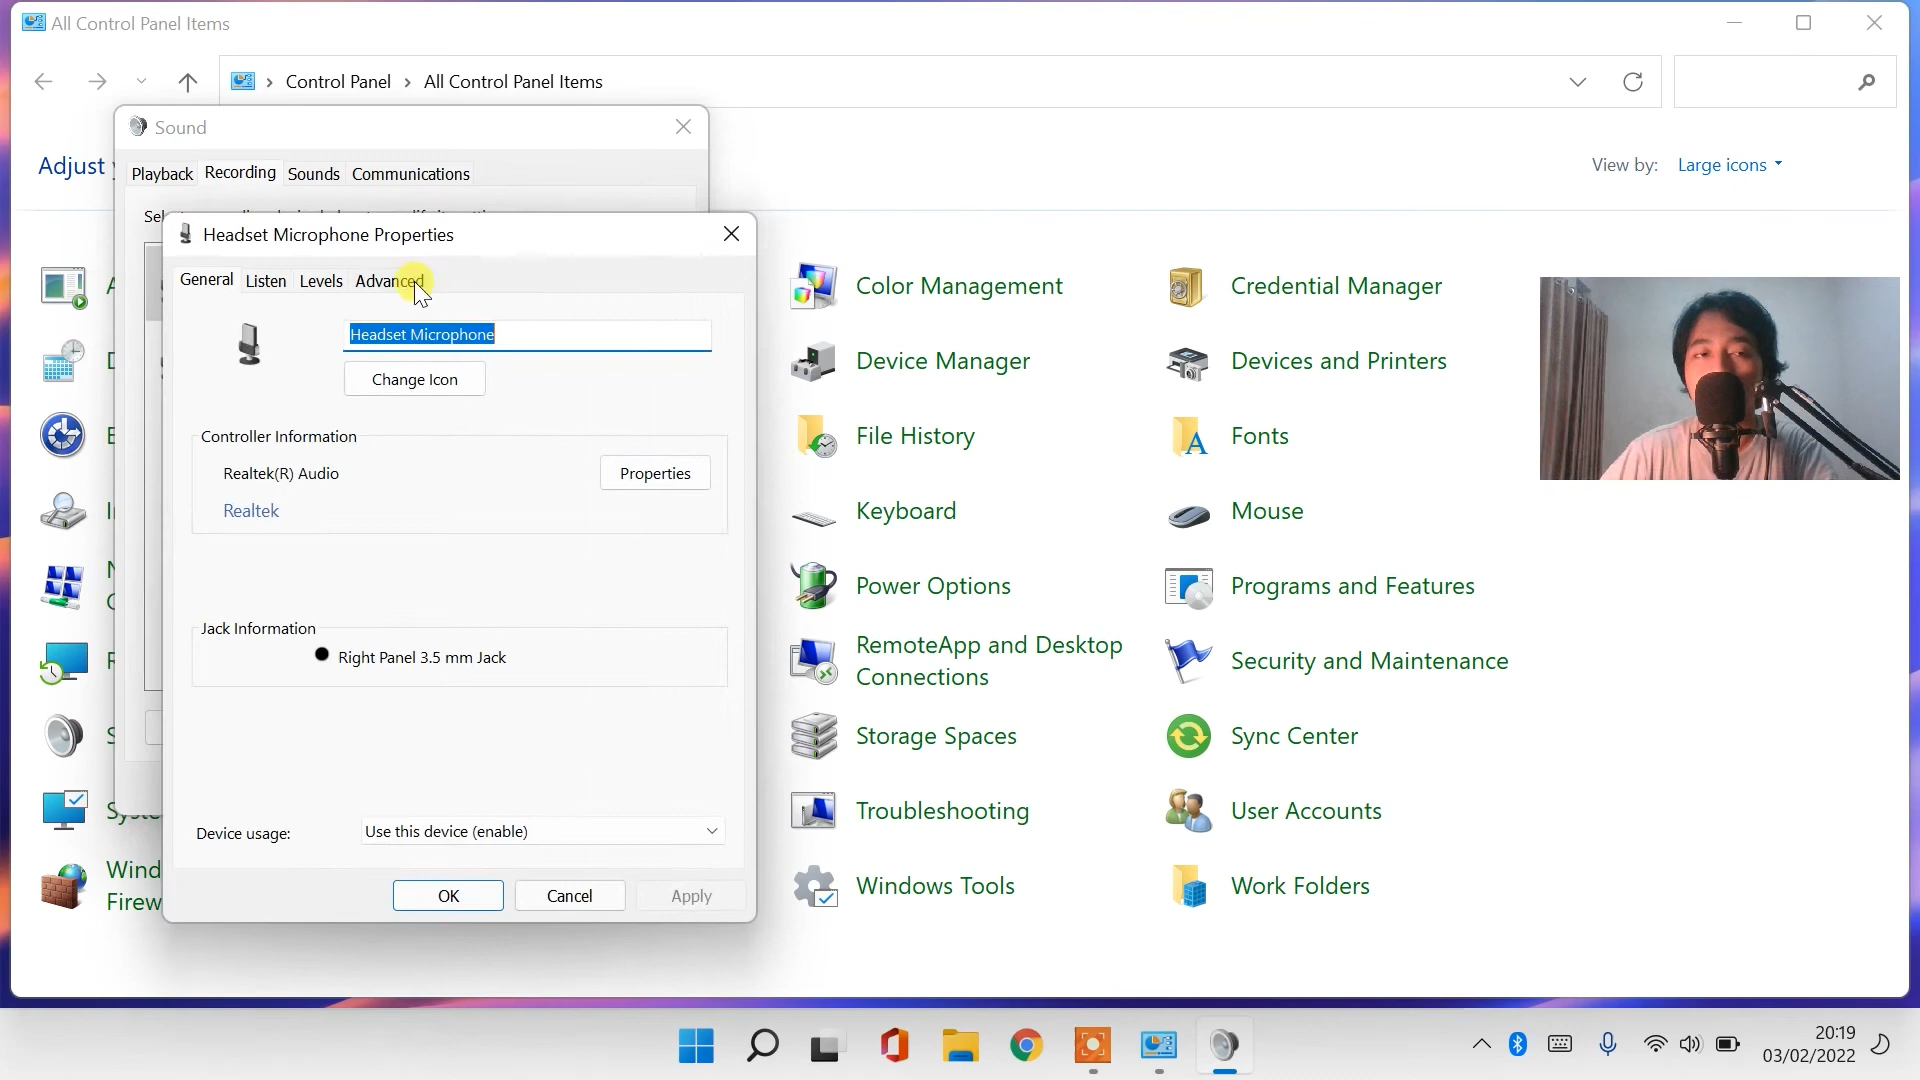 All Control Panel Items
Control Panel
All Control Panel Items
Sound
Adjust
View by: Large icons
Playback Recording Sounds Communications
Headset Microphone Properties
General Listen Levels Advanced
Headset Microphone
Change Icon
Controller Information
Realtek(R) Audio
Properties
Realtek
Jack Information
Right Panel 3.5 mm Jack
Device usage:
Use this device (enable)
OK
Cancel
Apply
Wind
Firew
Color Management
Credential Manager
Device Manager
Devices and Printers
File History
Fonts
Keyboard
Mouse
Power Options
Programs and Features
RemoteApp and Desktop
Connections
Security and Maintenance
Storage Spaces
Sync Center
Troubleshooting
User Accounts
Windows Tools
Work Folders
20:19
03/02/2022